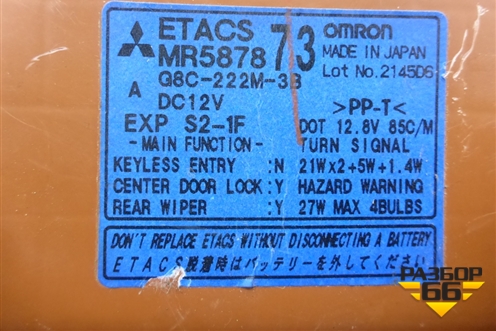 ETACS omron
MR587873 MADE IN JAPAN
A Q8C-222M-3B Lot No.2145D6
DC12V >PP-T<
EXP S2-1F DOT 12.8V 85C/M
-MAIN FUNCTION- TURN SIGNAL
KEYLESS ENTRY :N 21W×2+5W+1.4W
CENTER DOOR LOCK:Y HAZARD WARNING
REAR WIPER :Y 27W MAX 4BULBS
DON'T REPLACE ETACS WITHOUT DISCONNECTING A BATTERY
ETACS脱着時はバッテリーを外してください
РАЗБОР
66